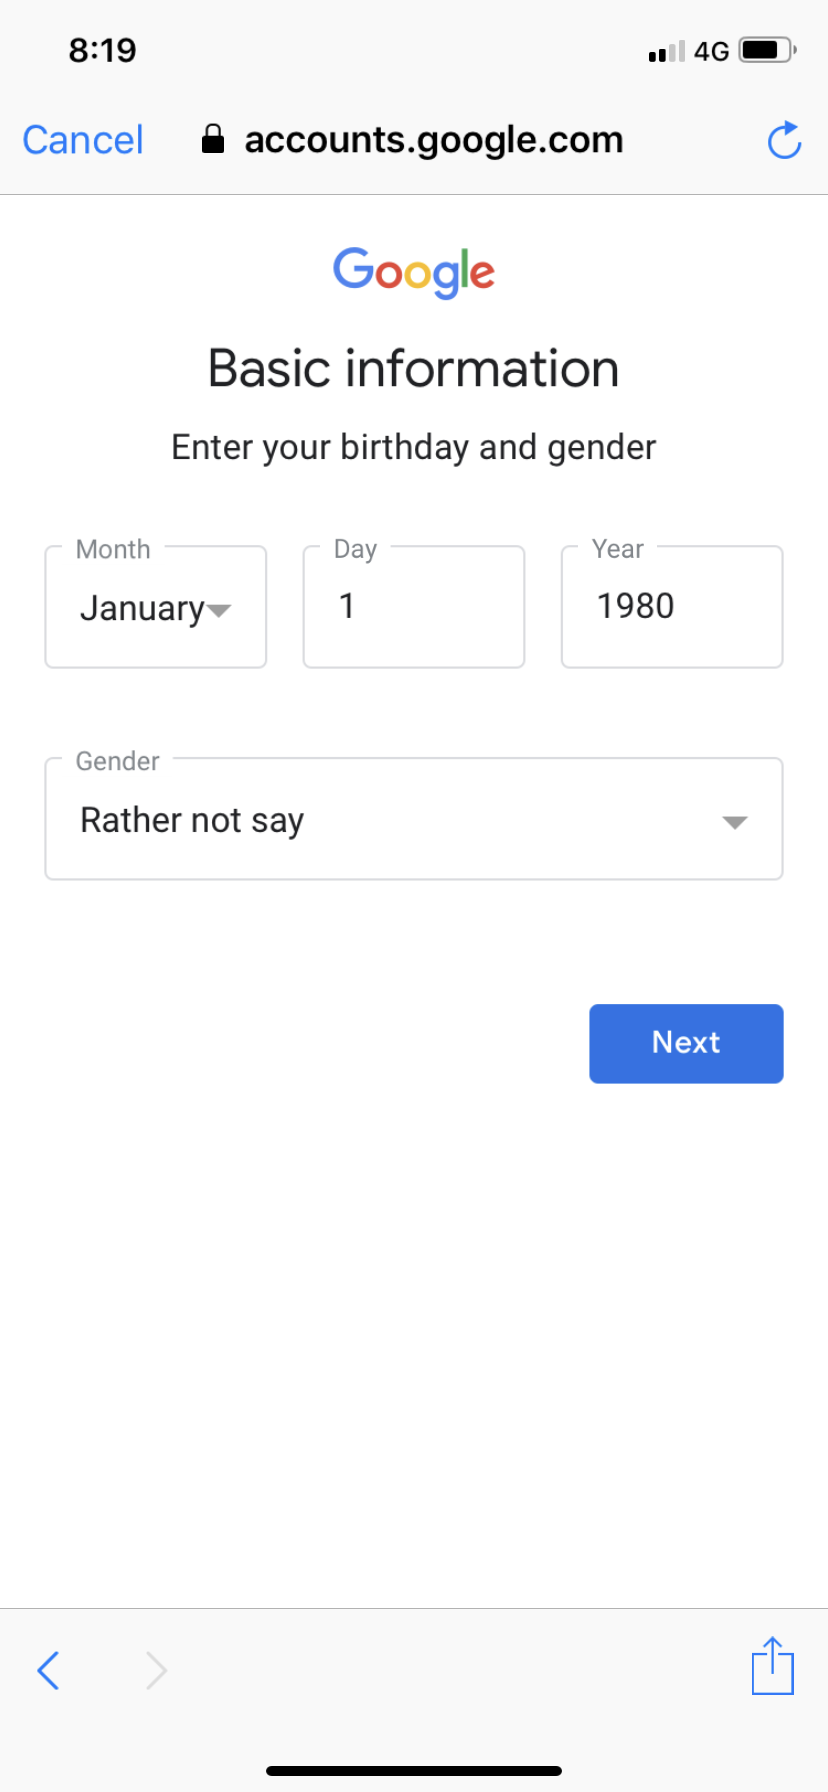 8:19 4G
Cancel accounts.google.com
Google
Basic information
Enter your birthday and gender
Month Day Year
January 1 1980
Gender
Rather not say
Next